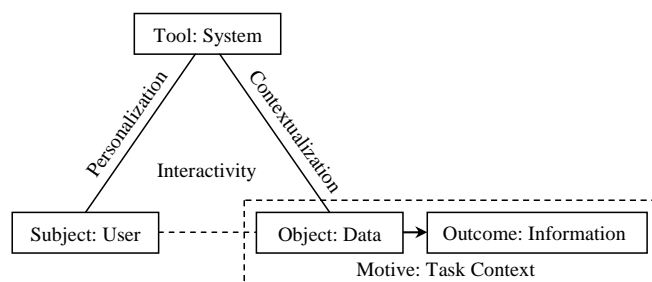 Tool: System
Personalization
Contextualization
Interactivity
Subject: User
Object: Data
Outcome: Information
Motive: Task Context